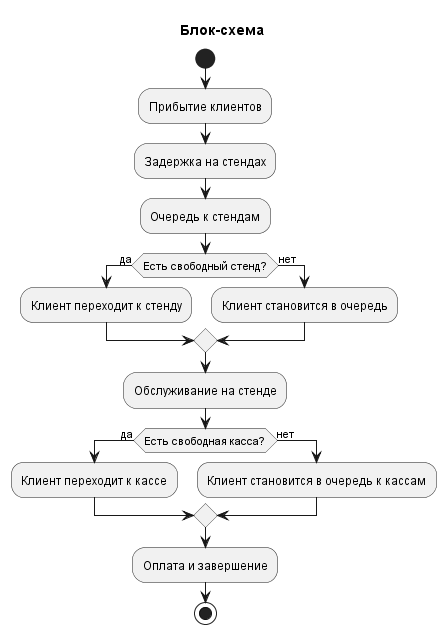 Блок-схема
Прибытие клиентов
Задержка на стендах
Очередь к стендам
да
Есть свободный стенд?
нет
Клиент переходит к стенду
Клиент становится в очередь
Обслуживание на стенде
да
Есть свободная касса?
нет
Клиент переходит к кассе
Клиент становится в очередь к кассам
Оплата и завершение